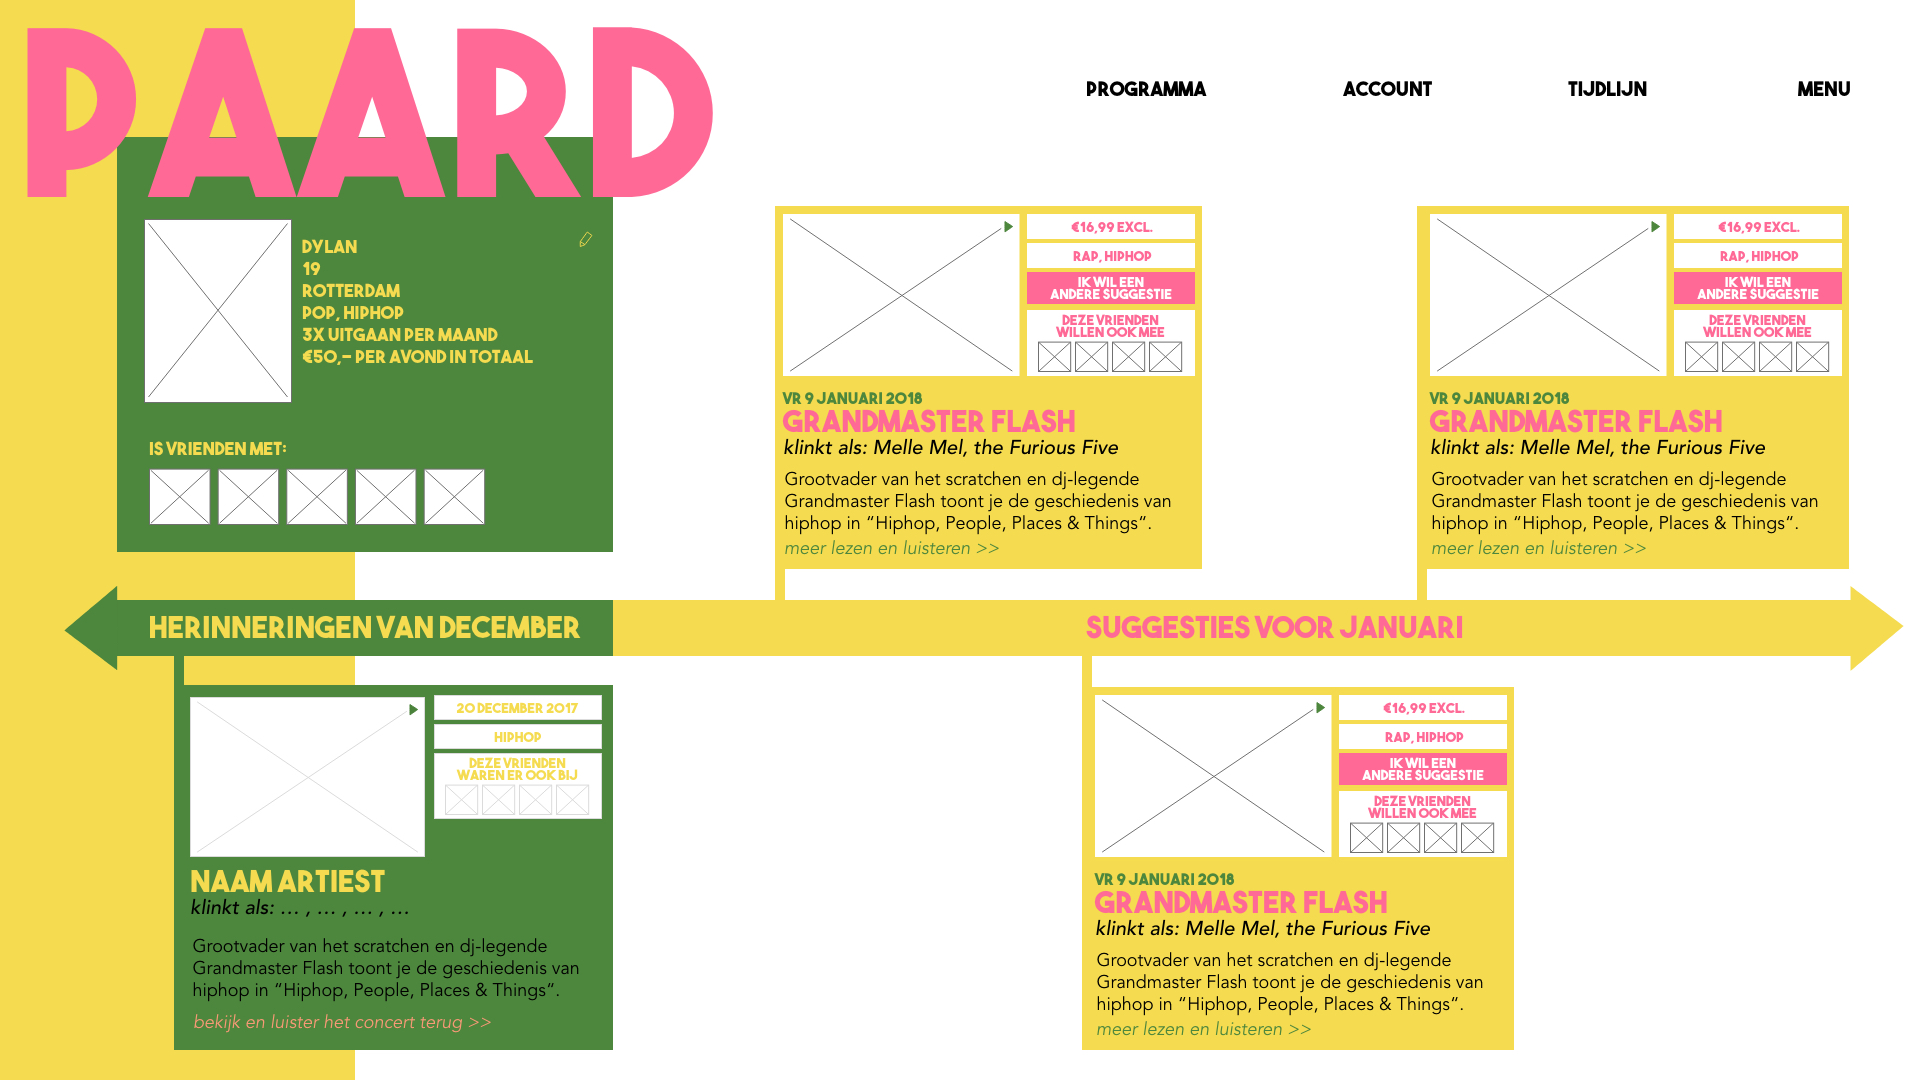 PAARD
PROGRAMMA
ACCOUNT
TIJDLIJN
MENU
DYLAN
19
ROTTERDAM
POP, HIPHOP
3X UITGAAN PER MAAND
€50,- PER AVOND IN TOTAAL
IS VRIENDEN MET:
€16,99 EXCL.
RAP, HIPHOP
IK WIL EEN
ANDERE SUGGESTIE
DEZE VRIENDEN
WILLEN OOK MEE
VR 9 JANUARI 2018
GRANDMASTER FLASH
klinkt als: Melle Mel, the Furious Five
Grootvader van het scratchen en dj-legende
Grandmaster Flash toont je de geschiedenis van
hiphop in “Hiphop, People, Places & Things“.
meer lezen en luisteren >>
€16,99 EXCL.
RAP, HIPHOP
IK WIL EEN
ANDERE SUGGESTIE
DEZE VRIENDEN
WILLEN OOK MEE
VR 9 JANUARI 2018
GRANDMASTER FLASH
klinkt als: Melle Mel, the Furious Five
Grootvader van het scratchen en dj-legende
Grandmaster Flash toont je de geschiedenis van
hiphop in “Hiphop, People, Places & Things“.
meer lezen en luisteren >>
HERINNERINGEN VAN DECEMBER
SUGGESTIES VOOR JANUARI
20 DECEMBER 2017
HIPHOP
DEZE VRIENDEN
WAREN ER OOK BIJ
NAAM ARTIEST
klinkt als: ... , ... , ... , ...
Grootvader van het scratchen en dj-legende
Grandmaster Flash toont je de geschiedenis van
hiphop in “Hiphop, People, Places & Things“.
bekijk en luister het concert terug >>
€16,99 EXCL.
RAP, HIPHOP
IK WIL EEN
ANDERE SUGGESTIE
DEZE VRIENDEN
WILLEN OOK MEE
VR 9 JANUARI 2018
GRANDMASTER FLASH
klinkt als: Melle Mel, the Furious Five
Grootvader van het scratchen en dj-legende
Grandmaster Flash toont je de geschiedenis van
hiphop in “Hiphop, People, Places & Things“.
meer lezen en luisteren >>